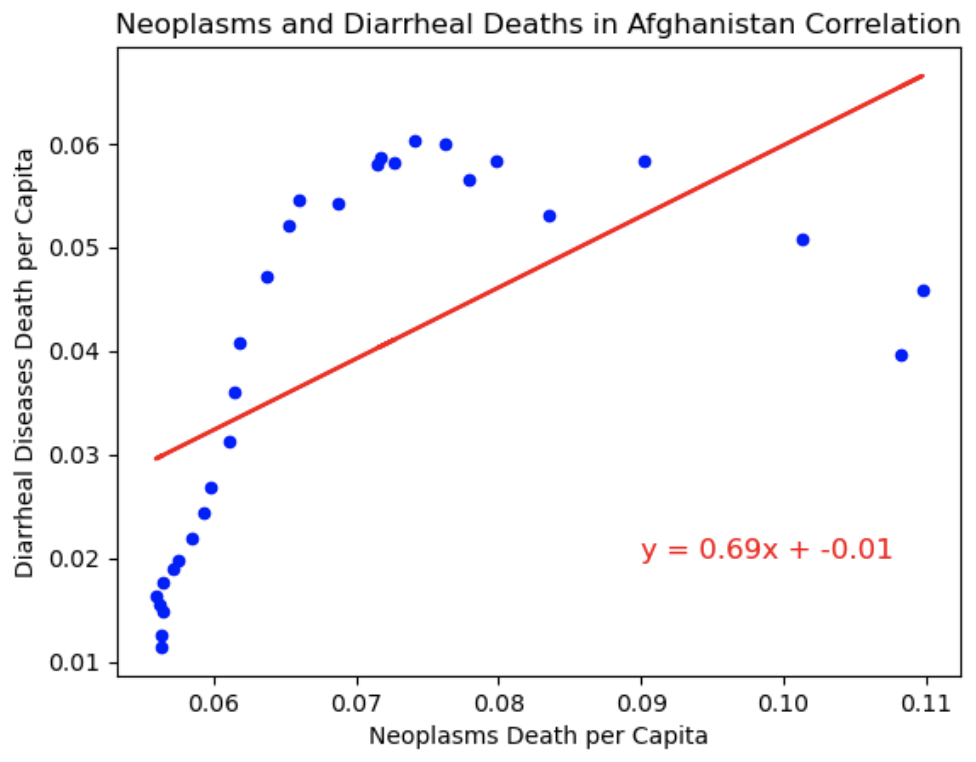 Neoplasms and Diarrheal Deaths in Afghanistan Correlation
Diarrheal Diseases Death per Capita
0.06
0.05
0.04
0.03
0.02
0.01
y = 0.69x + -0.01
0.06 0.07 0.08 0.09 0.10 0.11
Neoplasms Death per Capita